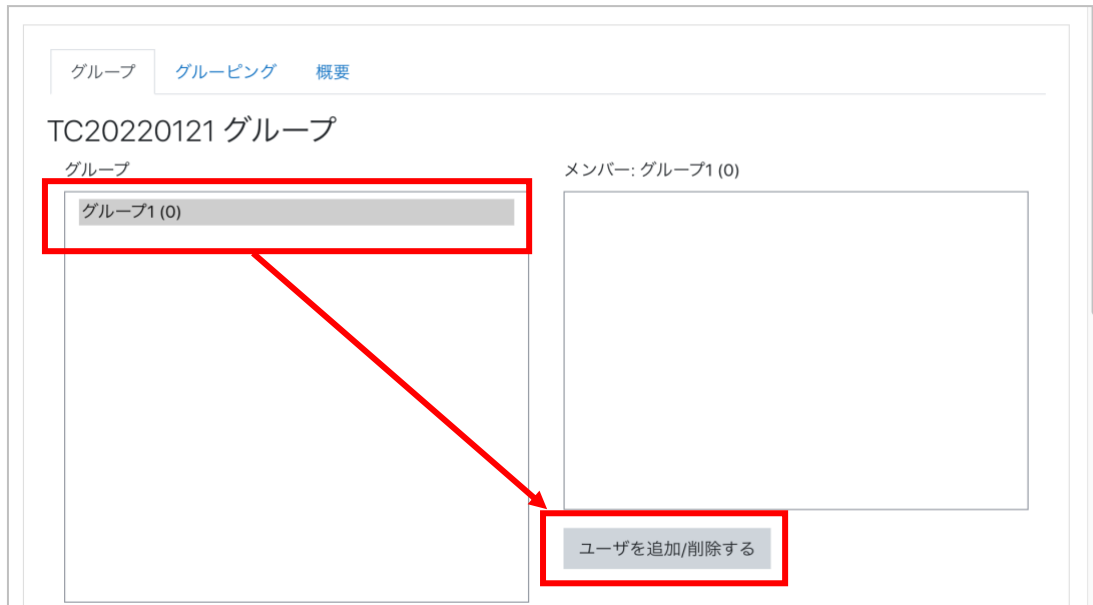 グループ グルーピング 概要
TC20220121 グループ
グループ
グループ1 (0)
メンバー: グループ1 (0)
ユーザを追加/削除する